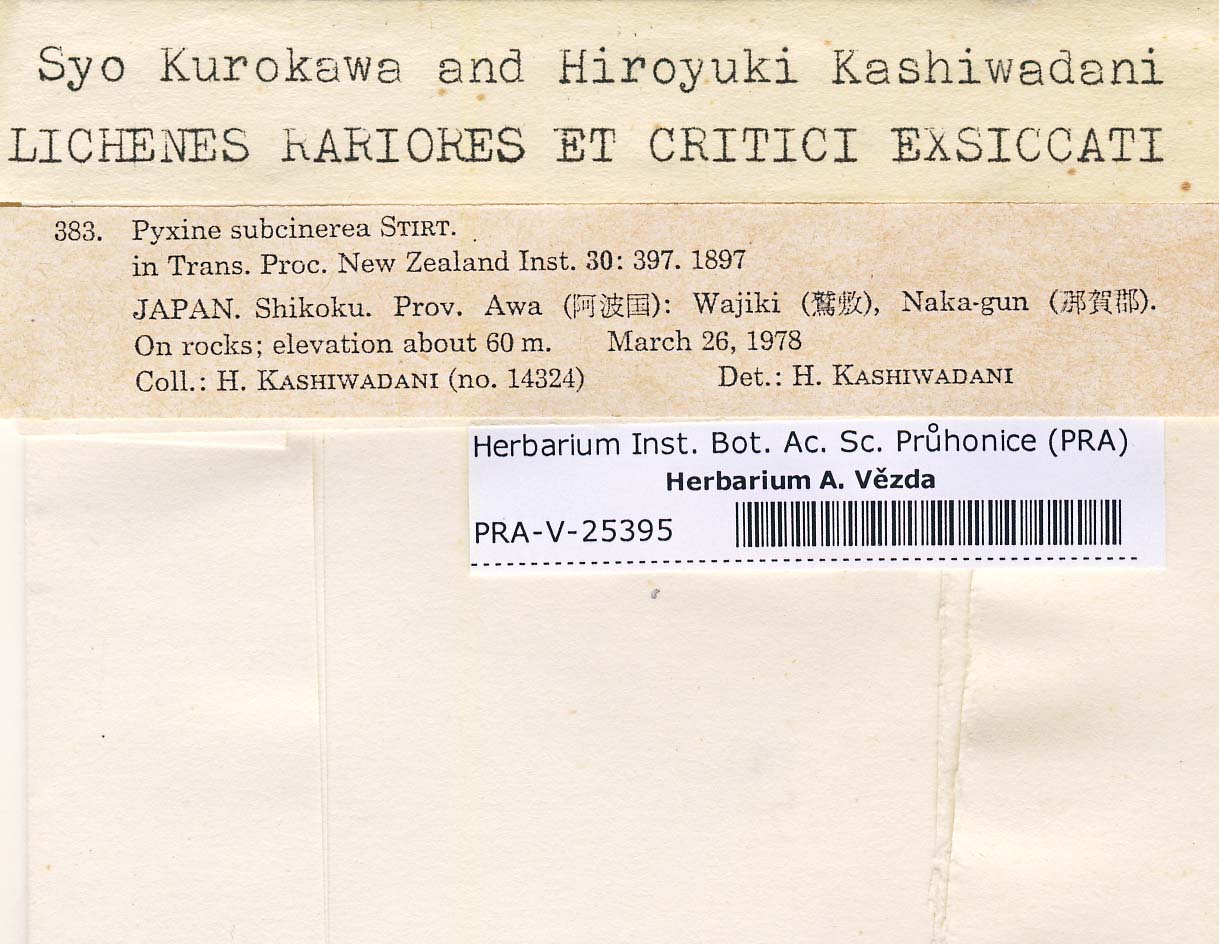 Syo Kurokawa and Hiroyuki Kashiwadani
LICHENES RARIORES ET CRITICI EXSICCATI
383. Pyxine subcinerea STIRT.
in Trans. Proc. New Zealand Inst. 30: 397. 1897
JAPAN. Shikoku. Prov. Awa (阿波国): Wajiki (鷲敷), Naka-gun (那賀郡).
On rocks; elevation about 60 m. March 26, 1978
Coll.: H. KASHIWADANI (no. 14324) Det.: H. KASHIWADANI
Herbarium Inst. Bot. Ac. Sc. Průhonice (PRA)
Herbarium A. Vězda
PRA-V-25395